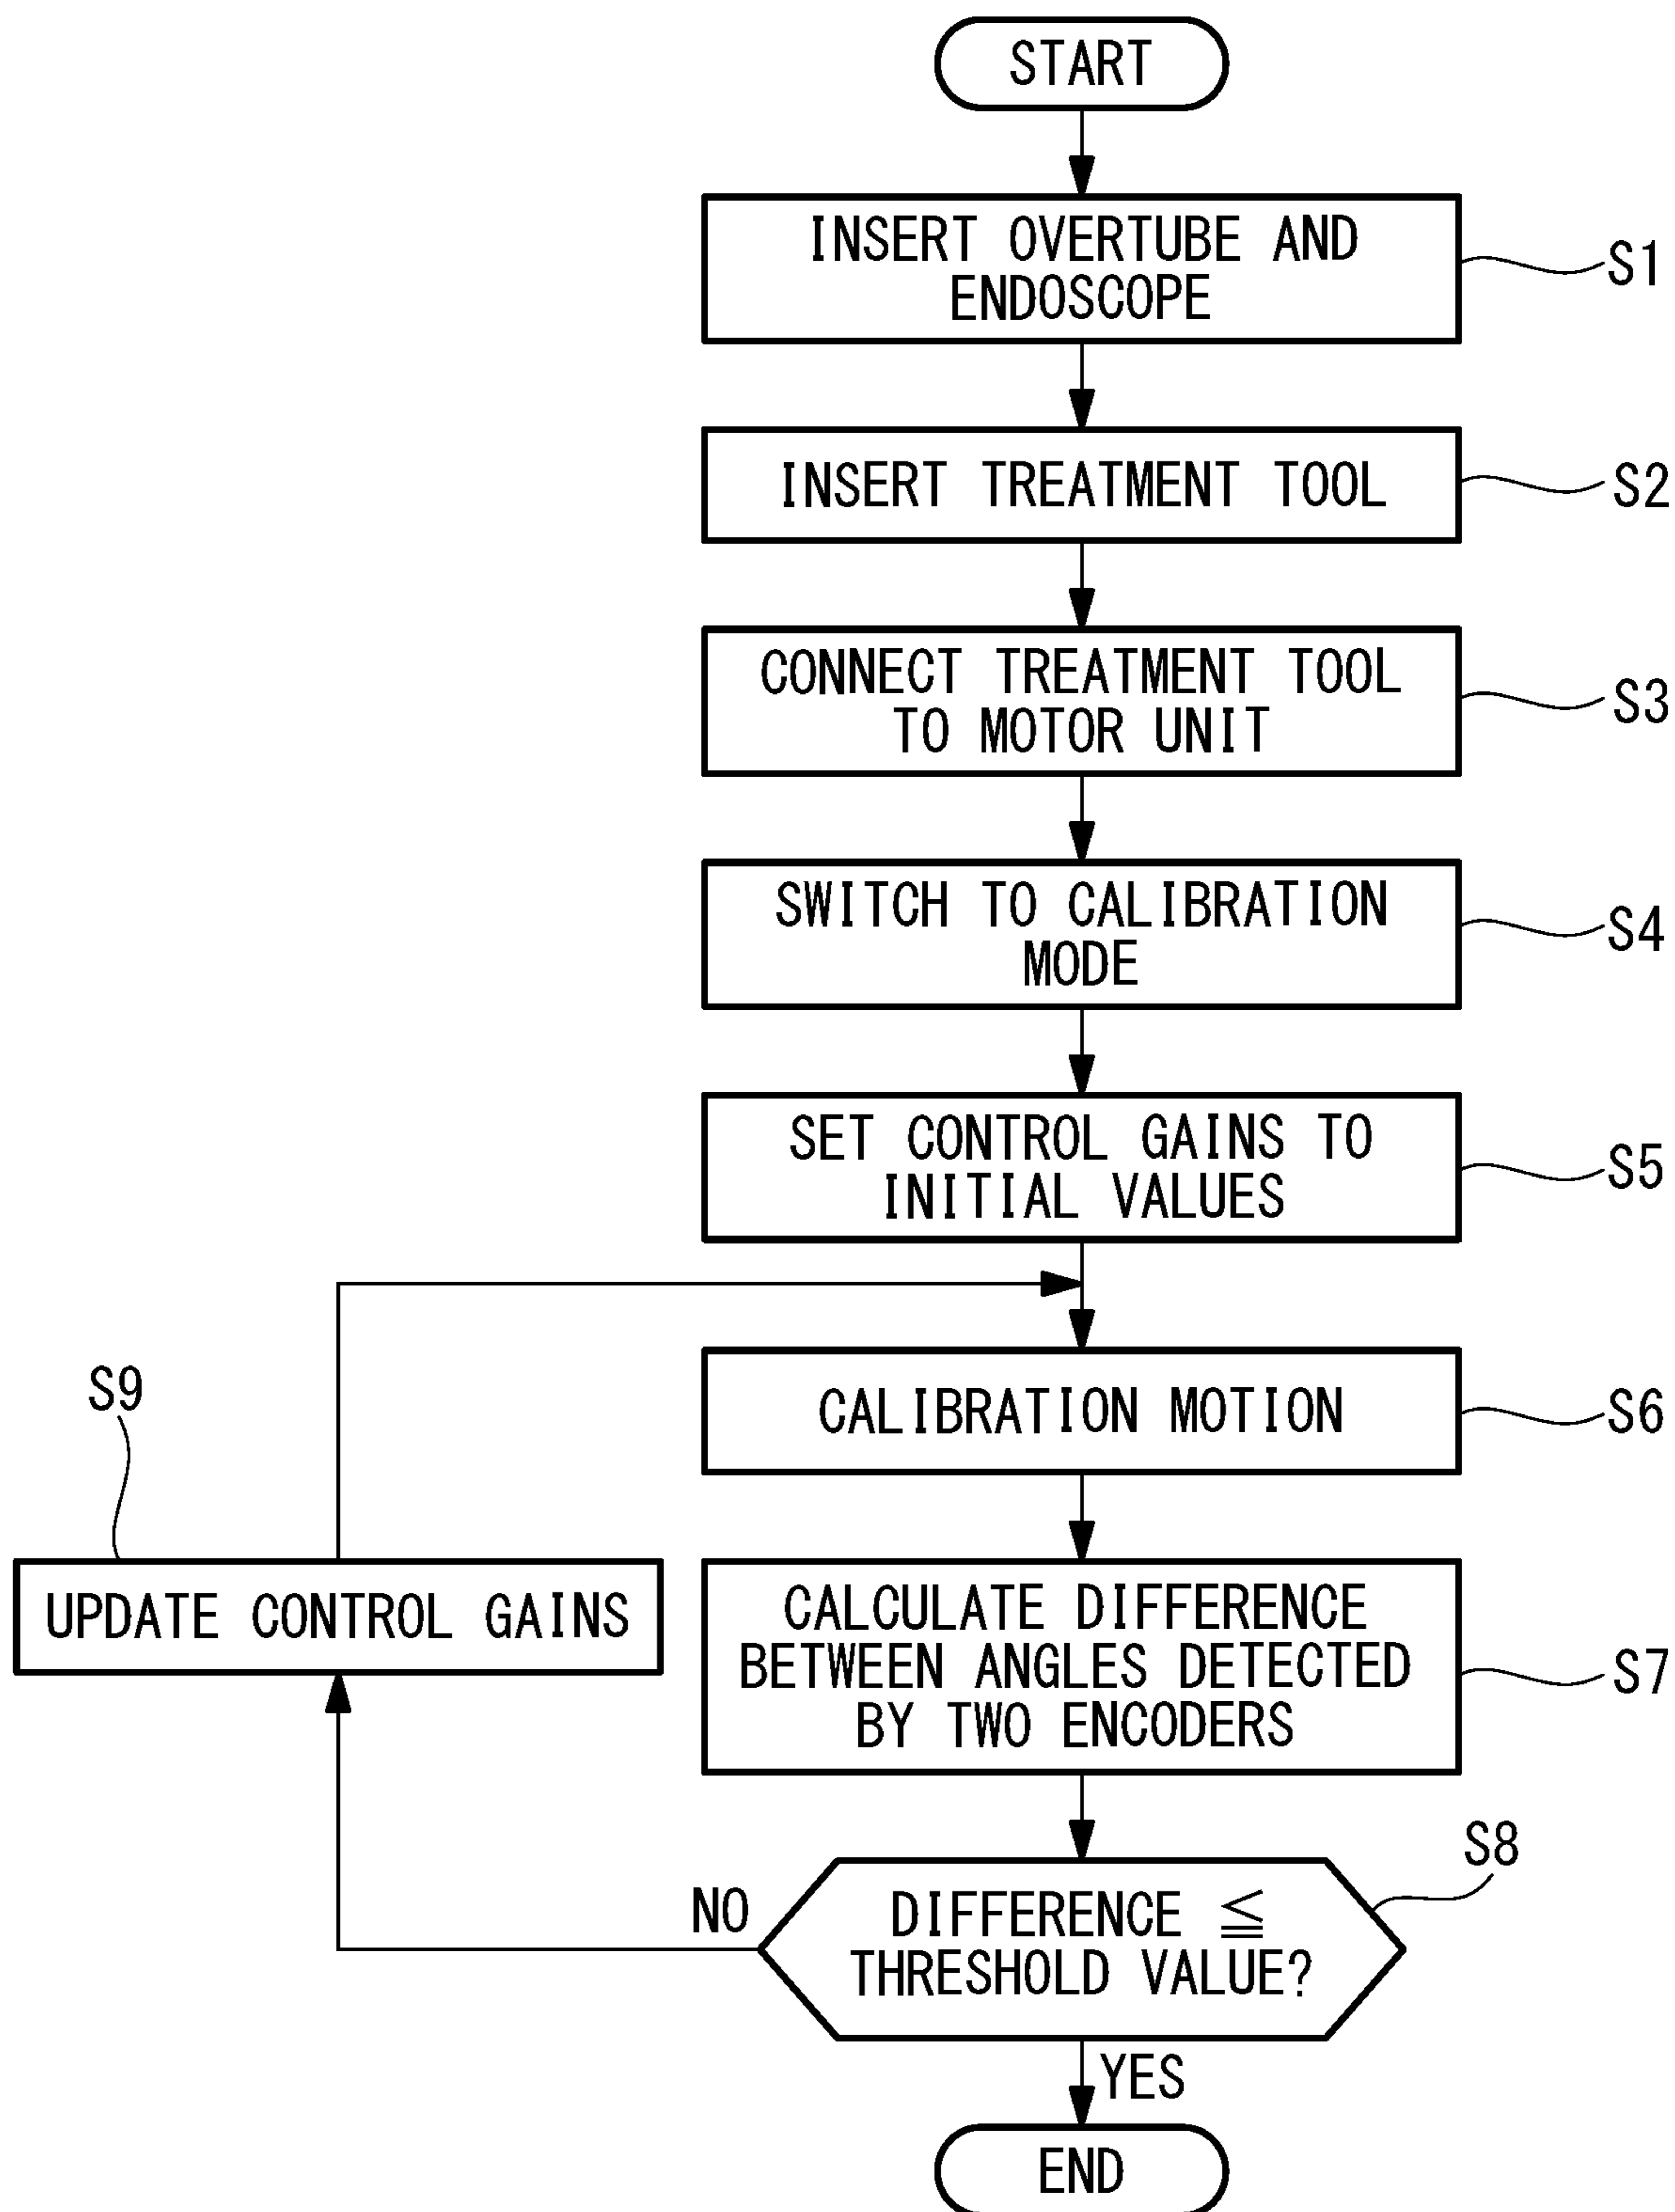 START
INSERT OVERTUBE AND
ENDOSCOPE
S1
INSERT TREATMENT TOOL
S2
CONNECT TREATMENT TOOL
TO MOTOR UNIT
S3
SWITCH TO CALIBRATION
MODE
S4
SET CONTROL GAINS TO
INITIAL VALUES
S5
CALIBRATION MOTION
S6
S9
UPDATE CONTROL GAINS
CALCULATE DIFFERENCE
BETWEEN ANGLES DETECTED
BY TWO ENCODERS
S7
S8
NO
DIFFERENCE ≦
THRESHOLD VALUE?
YES
END